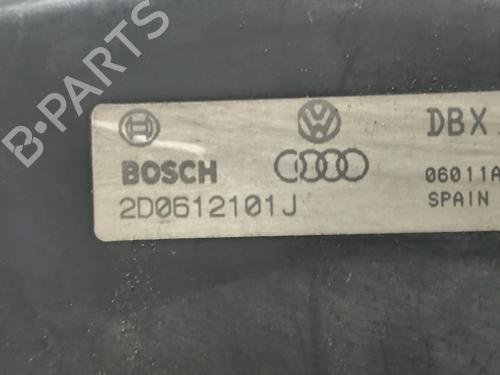 DBX
BOSCH
06011A
2D0612101J
SPAIN
B-PARTS